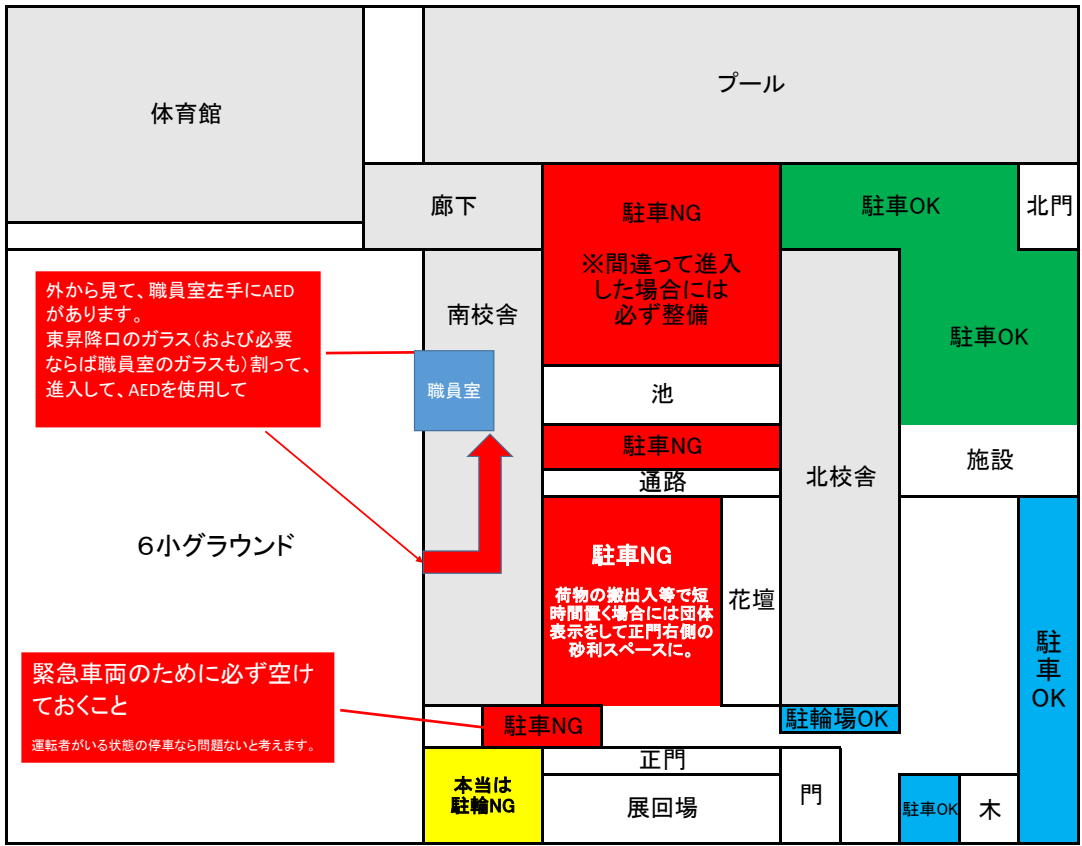 プール
体育館
廊下
駐車NG
※間違って進入
した場合には
必ず整備
駐車OK
北門
外から見て、職員室左手にAED
があります。
東昇降口のガラス（および必要
ならば職員室のガラスも）割って、
進入して、AEDを使用して
南校舎
職員室
駐車OK
池
駐車NG
通路
北校舎
施設
６小グラウンド
駐車NG
荷物の搬出入等で短
時間置く場合には団体
表示をして正門右側の
砂利スペースに。
花壇
駐
車
OK
緊急車両のために必ず空け
ておくこと
運転者がいる状態の停車なら問題ないと考えます。
駐車NG
駐輪場OK
本当は
駐輪NG
正門
展回場
門
駐車OK
木